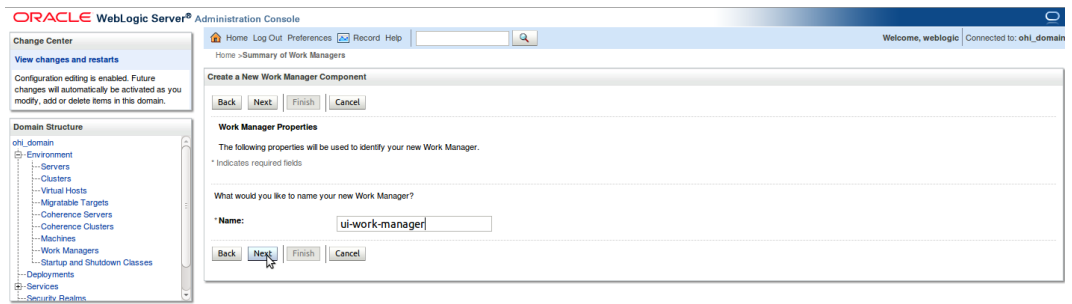 ORACLE WebLogic Server® Administration Console
Change Center
View changes and restarts
Configuration editing is enabled. Future
changes will automatically be activated as you
modify, add or delete items in this domain.
Domain Structure
ohi_domain
Environment
Servers
Clusters
Virtual Hosts
Migratable Targets
Coherence Servers
Coherence Clusters
Machines
Work Managers
Startup and Shutdown Classes
Deployments
Services
Security Realms
Home Log Out Preferences Record Help
Welcome, weblogic Connected to: ohi_domain
Home >Summary of Work Managers
Create a New Work Manager Component
Back Next Finish Cancel
Work Manager Properties
The following properties will be used to identify your new Work Manager.
* Indicates required fields
What would you like to name your new Work Manager?
* Name: ui-work-manager
Back Next Finish Cancel